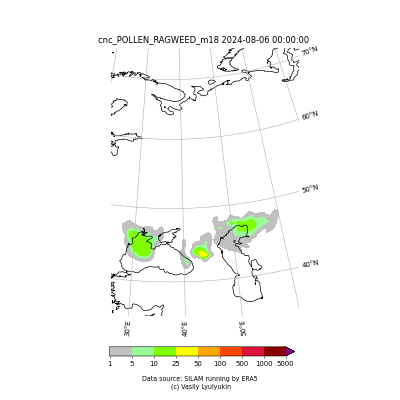 cnc_POLLEN_RAGWEED_m18 2024-08-06 00:00:00
70°N
60°N
50°N
40°N
30°E
40°E
50°E
1 5 10 25 50 100 500 1000 5000
Data source: SILAM running by ERA5
(c) Vasily Lyulyukin